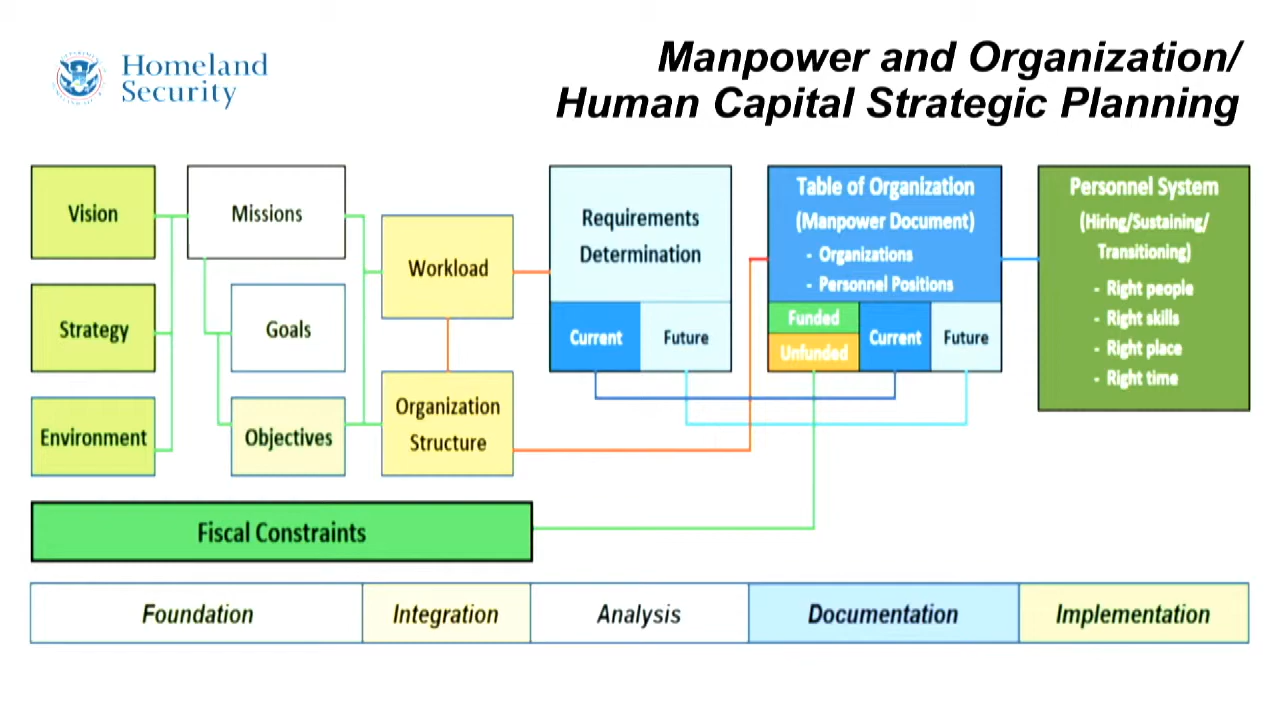 Homeland
Security
Manpower and Organization/
Human Capital Strategic Planning
Vision
Strategy
Environment
Missions
Goals
Objectives
Workload
Organization
Structure
Requirements
Determination
Current
Future
Table of Organization
(Manpower Document)
- Organizations
- Personnel Positions
Funded
Unfunded
Current
Future
Personnel System
(Hiring/Sustaining/
Transitioning)
- Right people
- Right skills
- Right place
- Right time
Fiscal Constraints
Foundation
Integration
Analysis
Documentation
Implementation